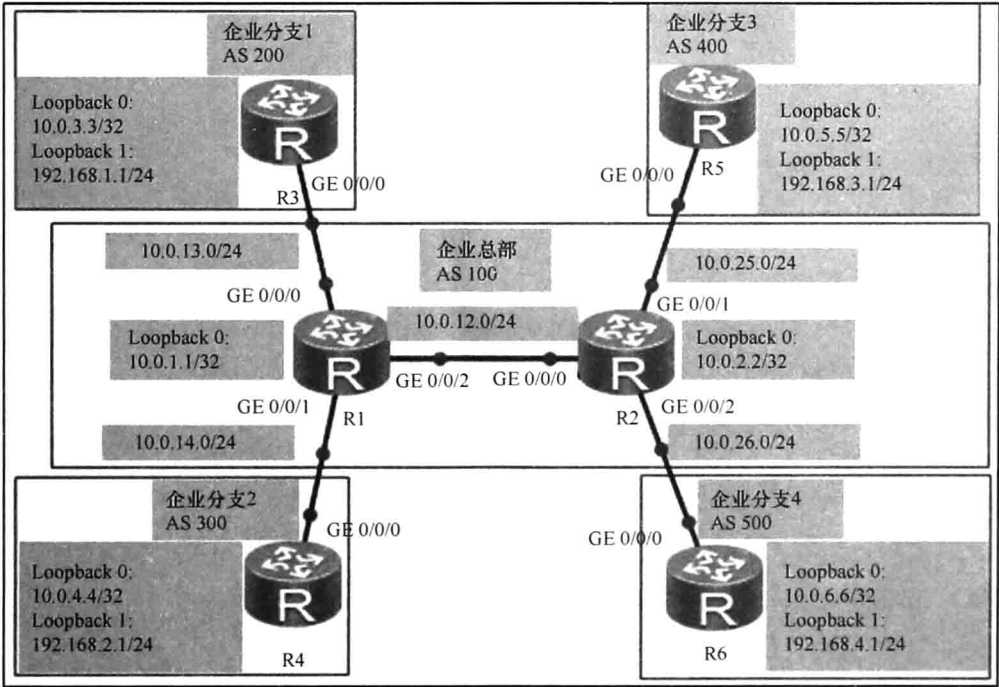 企业分支1
AS 200
Loopback 0:
10.0.3.3/32
Loopback 1:
192.168.1.1/24
R
GE 0/0/0
R3
企业分支3
AS 400
R
Loopback 0:
10.0.5.5/32
Loopback 1:
192.168.3.1/24
GE 0/0/0
R5
10.0.13.0/24
GE 0/0/0
企业总部
AS 100
10.0.12.0/24
10.0.25.0/24
GE 0/0/1
Loopback 0:
10.0.1.1/32
R
GE 0/0/2
GE 0/0/0
R
Loopback 0:
10.0.2.2/32
GE 0/0/1
R1
R2
GE 0/0/2
10.0.14.0/24
10.0.26.0/24
企业分支2
AS 300
GE 0/0/0
Loopback 0:
10.0.4.4/32
Loopback 1:
192.168.2.1/24
R
R4
企业分支4
AS 500
GE 0/0/0
R
Loopback 0:
10.0.6.6/32
Loopback 1:
192.168.4.1/24
R6